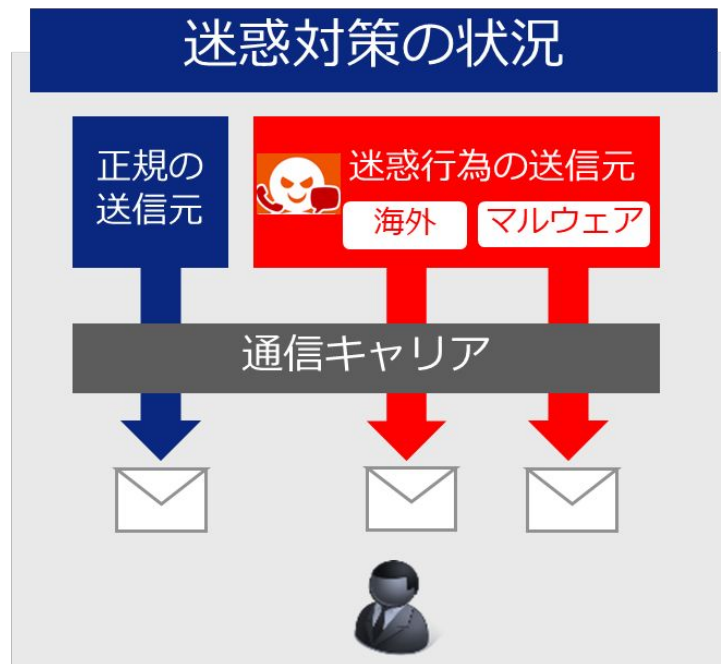 迷惑対策の状況
正規の
送信元
迷惑行為の送信元
海外
マルウェア
通信キャリア